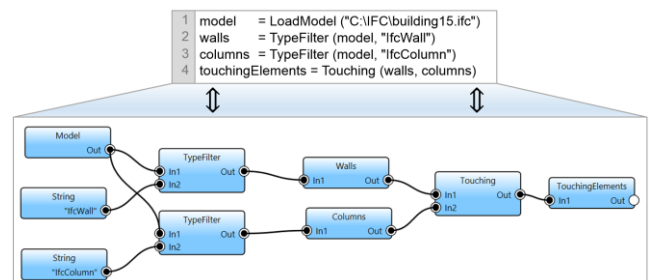 1 model = LoadModel ("C:\IFC\building15.ifc")
2 walls = TypeFilter (model, "IfcWall")
3 columns = TypeFilter (model, "IfcColumn")
4 touchingElements = Touching (walls, columns)
Model
Out
String
"IfcWall"
String
"IfcColumn"
TypeFilter
In1 Out
In2
TypeFilter
In1 Out
In2
Walls
In1 Out
Columns
In1 Out
Touching
In1 Out
In2
TouchingElements
In1 Out